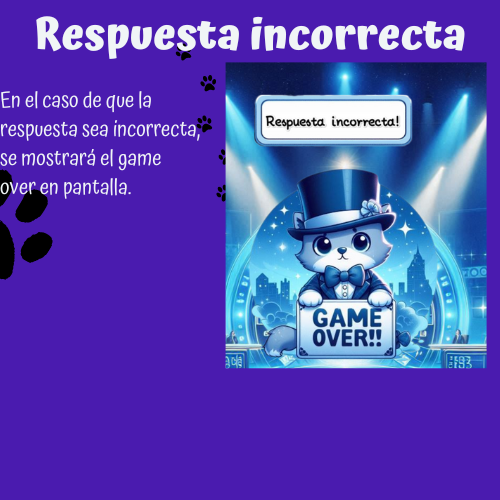 Respuesta incorrecta
En el caso de que la
respuesta sea incorrecta,
se mostrará el game
over en pantalla.
Respuesta incorrecta!
GAME
OVER!!